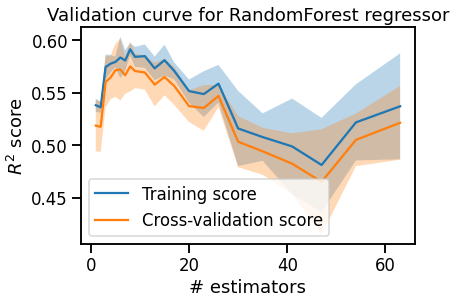 Validation curve for RandomForest regressor
0.60
0.55
0.50
0.45
R² score
Training score
Cross-validation score
0 20 40 60
# estimators